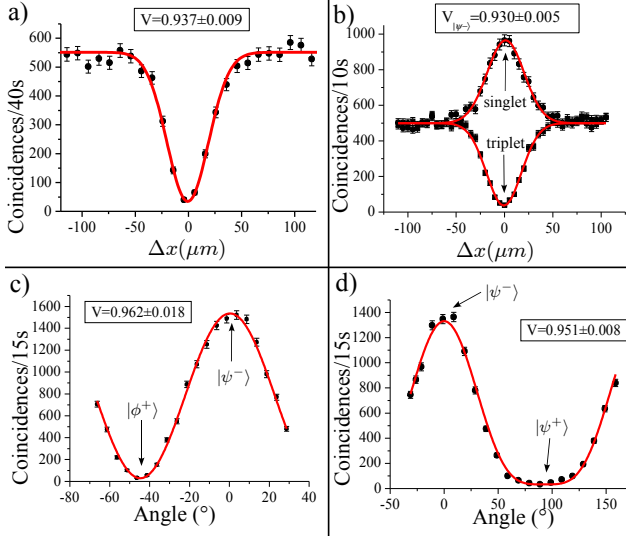 a)
V=0.937±0.009
Coincidences/40s
600
500
400
300
200
100
0
-100
-50
0
50
100
Δx(μm)
b)
V|ψ−⟩=0.930±0.005
Coincidences/10s
1000
800
600
400
200
0
singlet
triplet
-100
-50
0
50
100
Δx(μm)
c)
V=0.962±0.018
Coincidences/15s
1600
1400
1200
1000
800
600
400
200
0
|ϕ+⟩
|ψ−⟩
-80
-60
-40
-20
0
20
40
Angle (°)
d)
|ψ−⟩
V=0.951±0.008
Coincidences/15s
1400
1200
1000
800
600
400
200
0
|ψ+⟩
-50
0
50
100
150
Angle (°)